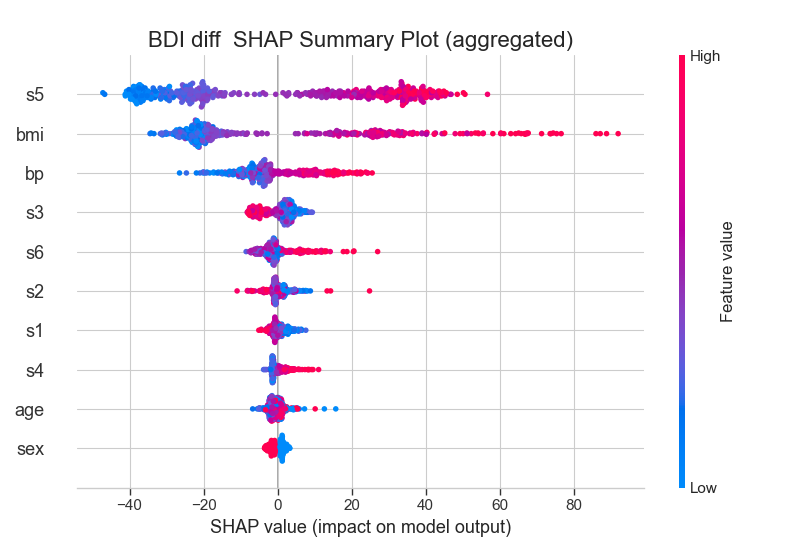 BDI diff  SHAP Summary Plot (aggregated)
High
s5
bmi
bp
s3
s6
s2
s1
s4
age
sex
Feature value
Low
−40 −20 0 20 40 60 80
SHAP value (impact on model output)